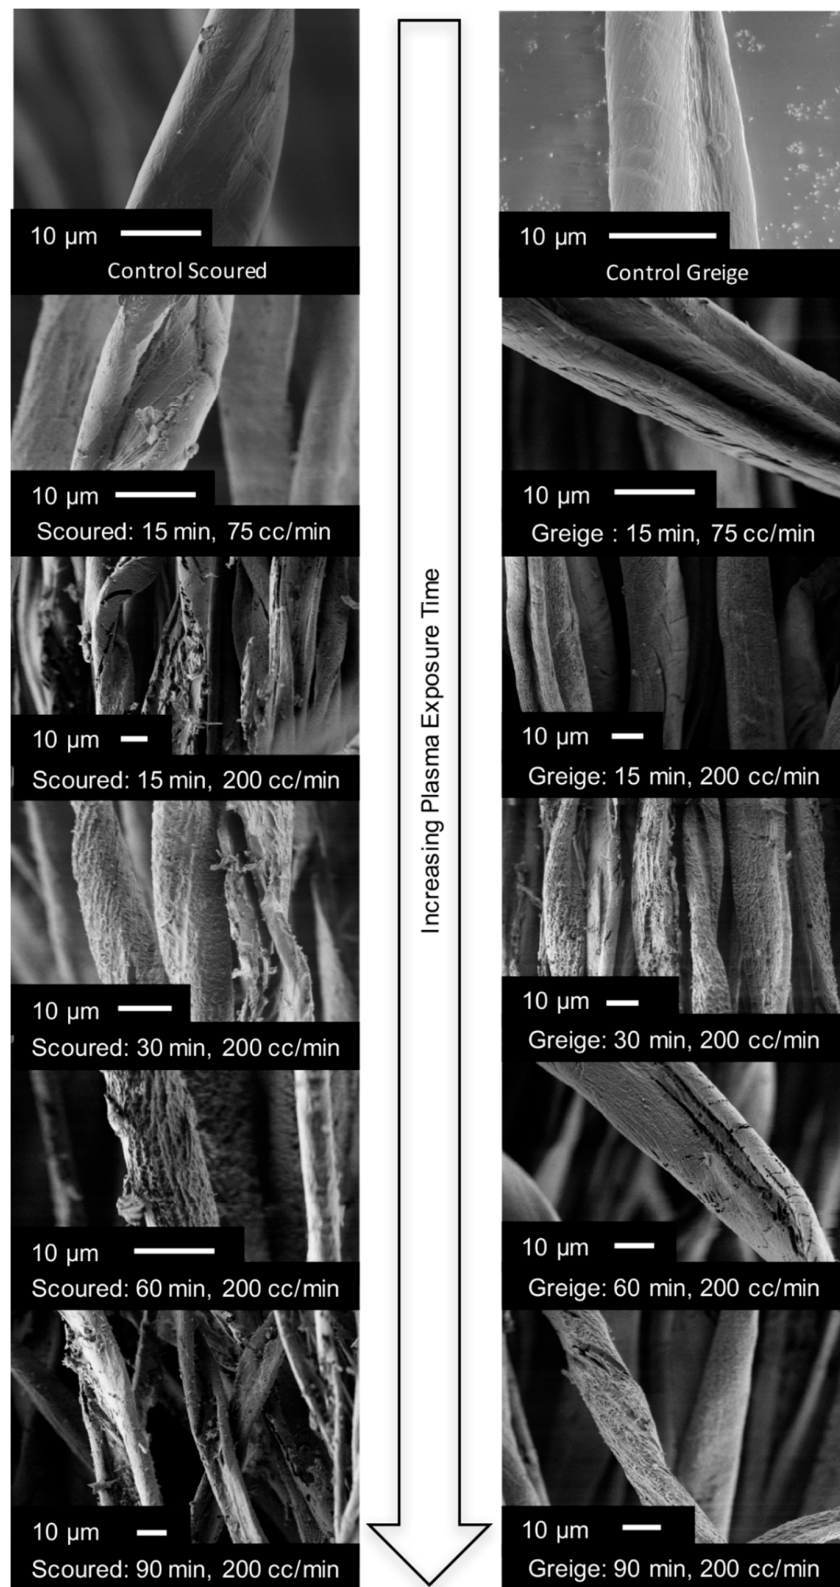 10 µm
Control Scoured
10 µm
Control Greige
10 µm
Scoured: 15 min, 75 cc/min
10 µm
Greige : 15 min, 75 cc/min
10 µm
Scoured: 15 min, 200 cc/min
10 µm
Greige: 15 min, 200 cc/min
Increasing Plasma Exposure Time
10 µm
Scoured: 30 min, 200 cc/min
10 µm
Greige: 30 min, 200 cc/min
10 µm
Scoured: 60 min, 200 cc/min
10 µm
Greige: 60 min, 200 cc/min
10 µm
Scoured: 90 min, 200 cc/min
10 µm
Greige: 90 min, 200 cc/min